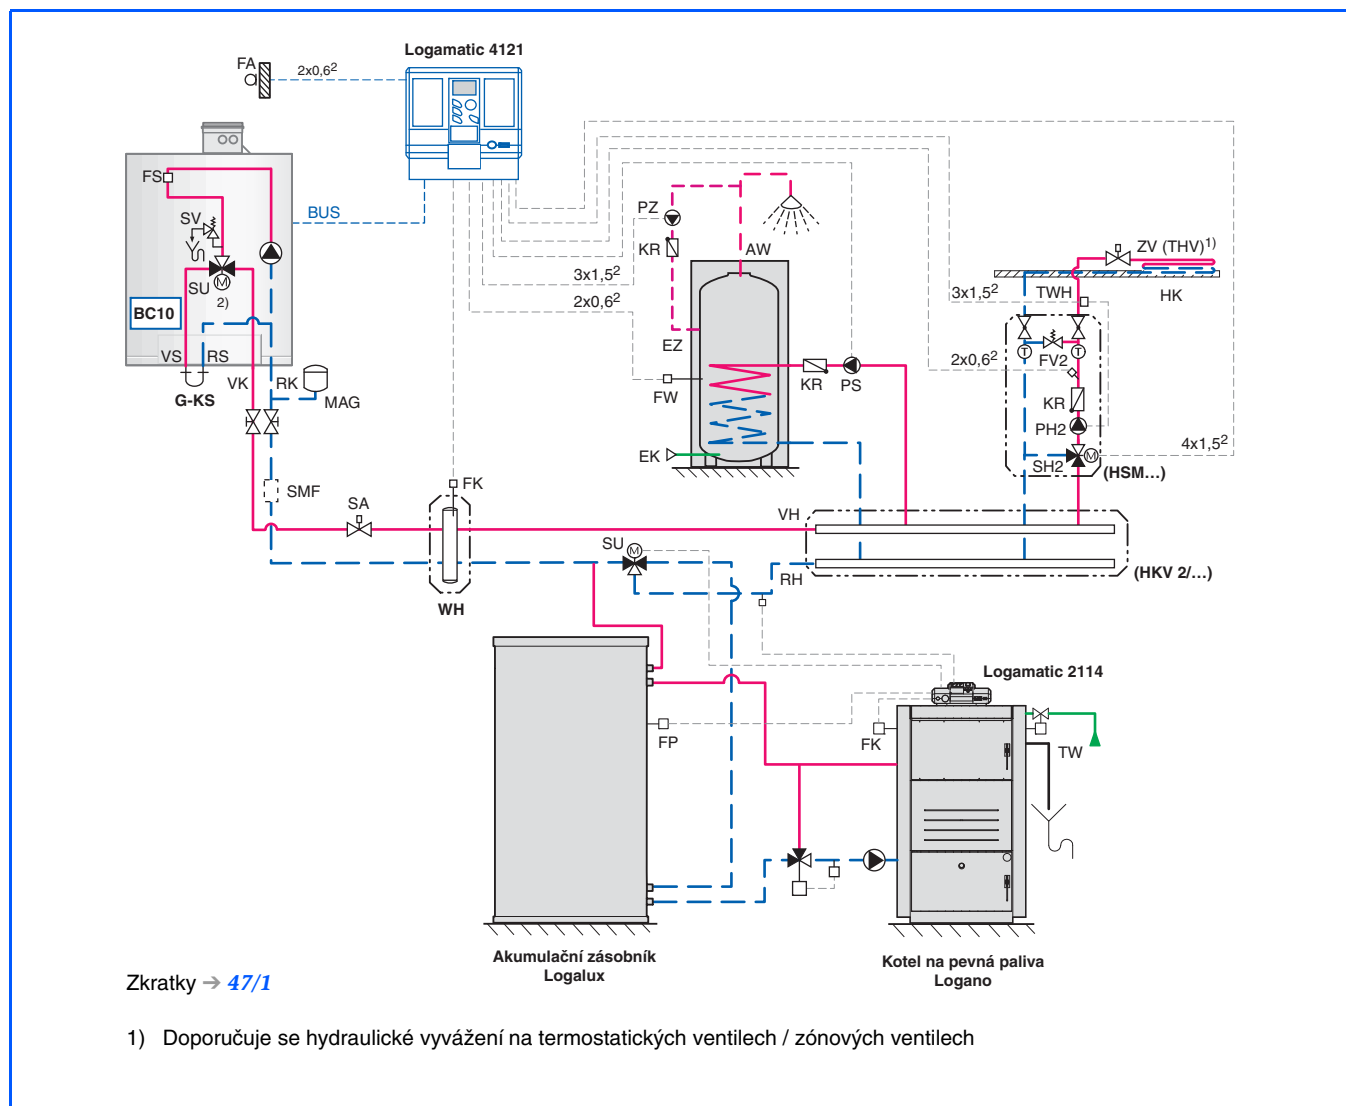 Logamatic 4121
FA
2x0,6²
FS
SV
SU
M
2)
BC10
VS
RS
G-KS
VK
RK
MAG
BUS
PZ
KR
AW
3x1,5²
2x0,6²
EZ
FW
EK
KR
PS
ZV (THV)¹⁾
TWH
HK
3x1,5²
T
T
FV2
2x0,6²
KR
PH2
SH2
M
4x1,5²
(HSM...)
SMF
SA
FK
WH
VH
SU
M
RH
(HKV 2/...)
Logamatic 2114
FP
FK
TW
Akumulační zásobník
Logalux
Kotel na pevná paliva
Logano
Zkratky ➔ 47/1
1) Doporučuje se hydraulické vyvážení na termostatických ventilech / zónových ventilech